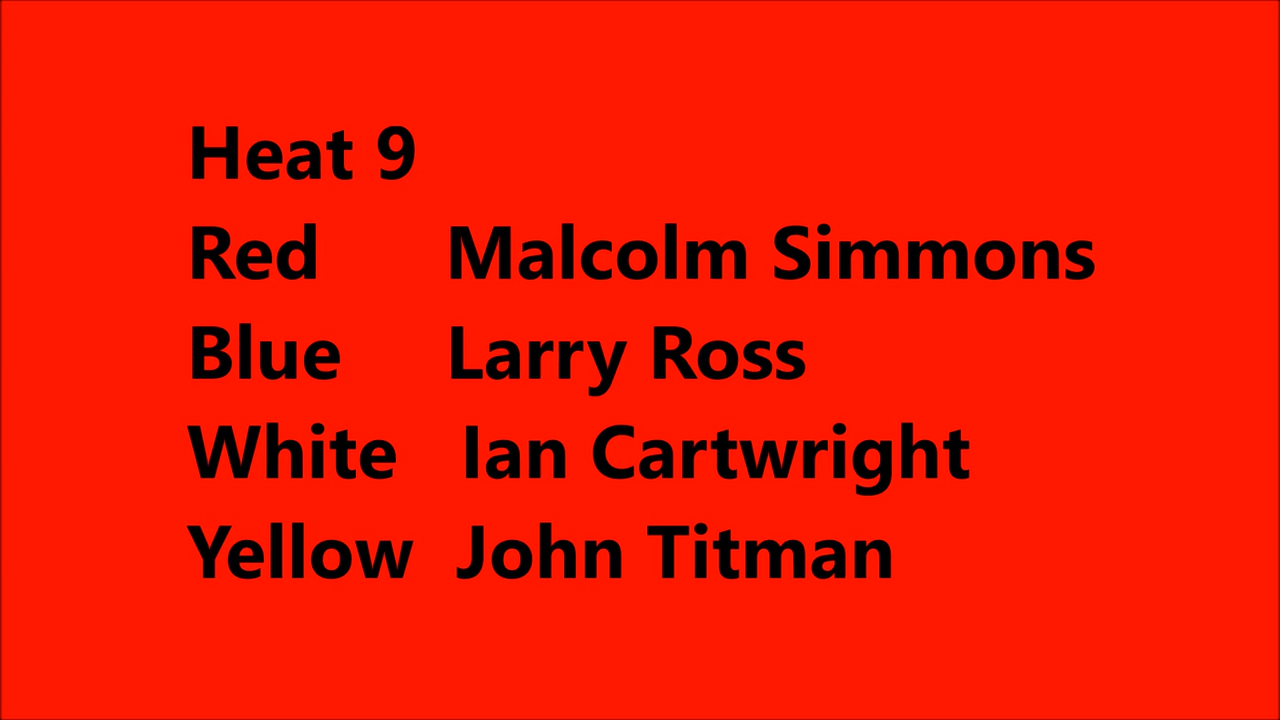 Heat 9
Red Malcolm Simmons
Blue Larry Ross
White Ian Cartwright
Yellow John Titman